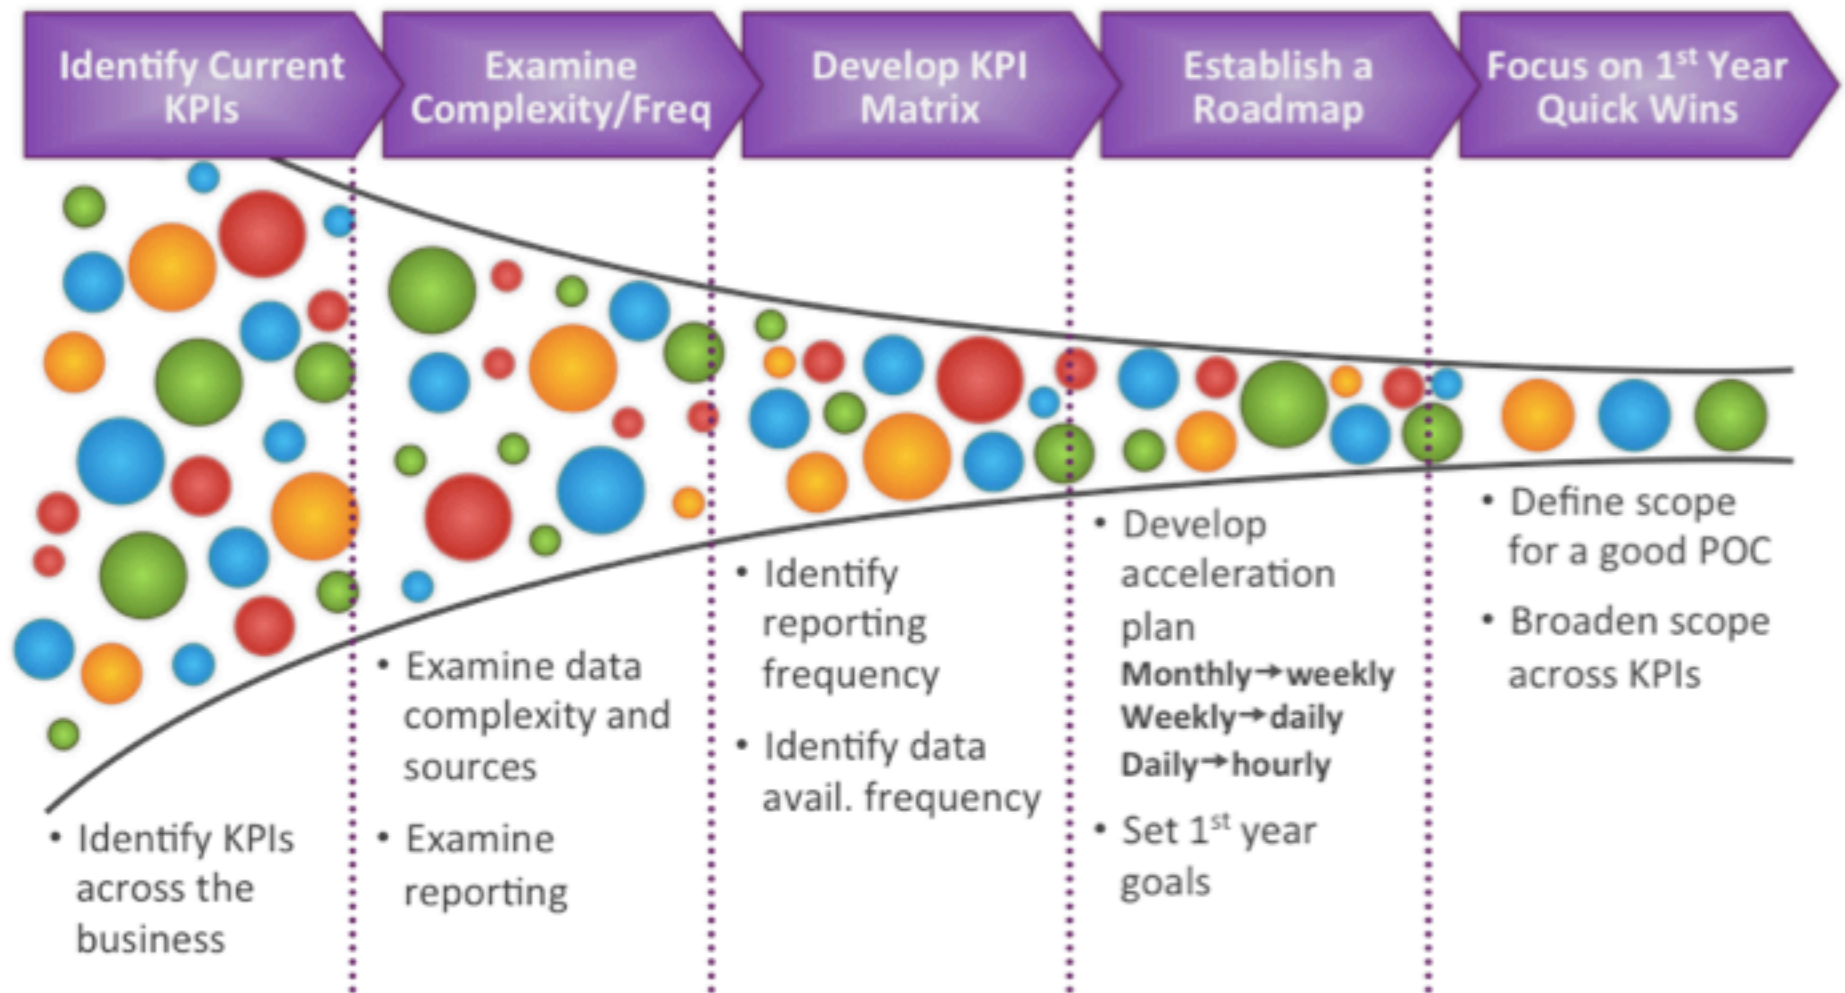 Identify Current
KPIs
Examine
Complexity/Freq
Develop KPI
Matrix
Establish a
Roadmap
Focus on 1st Year
Quick Wins
• Identify KPIs
across the
business
• Examine data
complexity and
sources
• Examine
reporting
• Identify
reporting
frequency
• Identify data
avail. frequency
• Develop
acceleration
plan
Monthly→weekly
Weekly→daily
Daily→hourly
• Set 1st year
goals
• Define scope
for a good POC
• Broaden scope
across KPIs